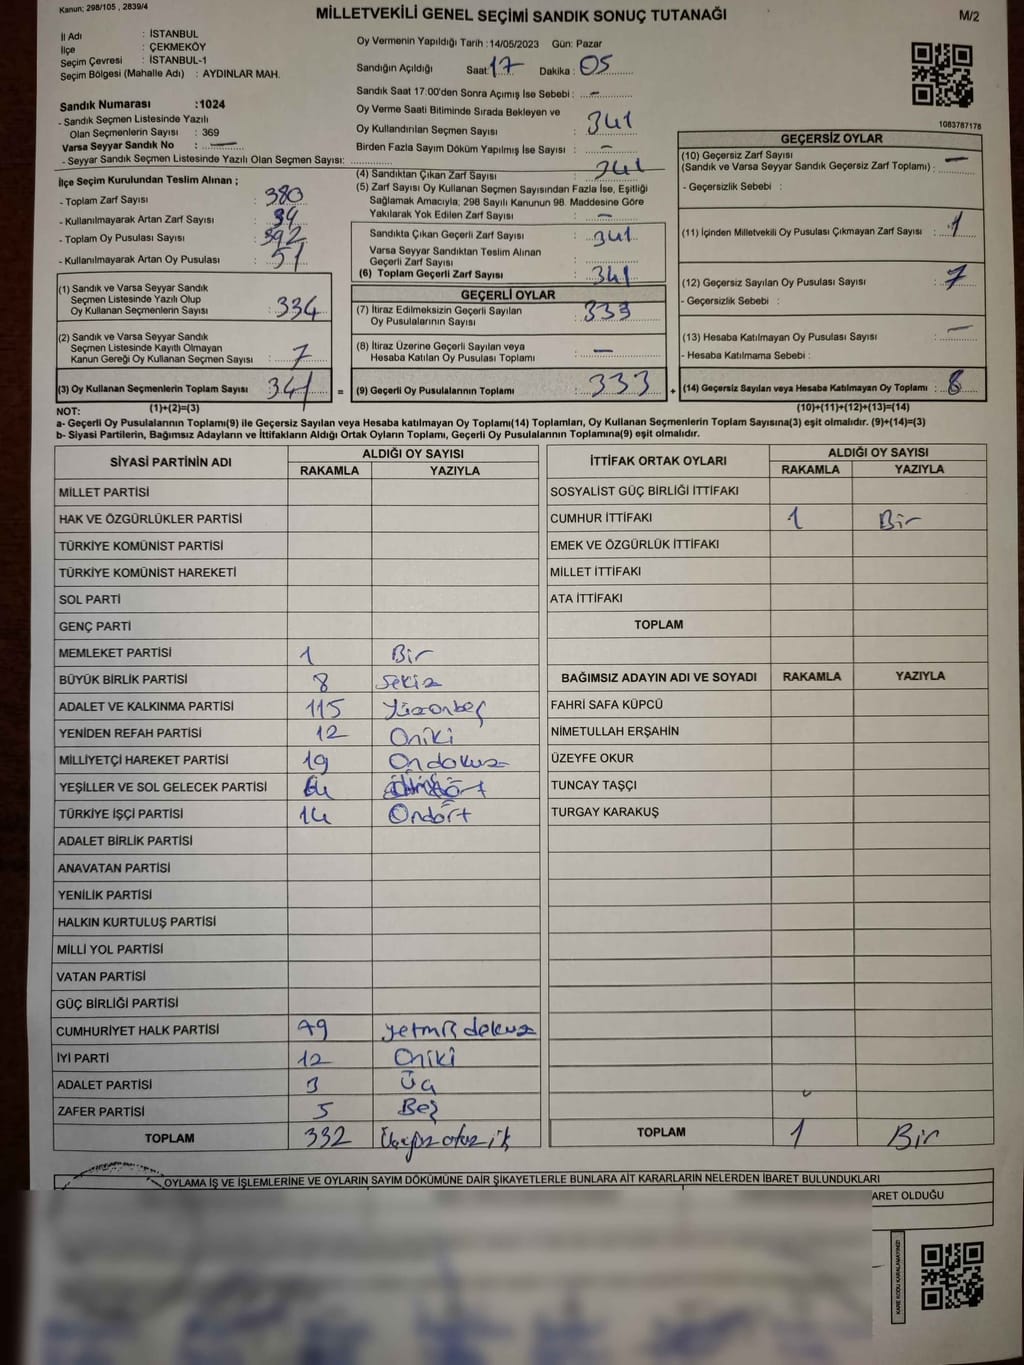 Kanun; 298/105 , 2839/4
MİLLETVEKİLİ GENEL SEÇİMİ SANDIK SONUÇ TUTANAĞI
M/2
İl Adı : İSTANBUL
İlçe : ÇEKMEKÖY
Seçim Çevresi : İSTANBUL-1
Seçim Bölgesi (Mahalle Adı) : AYDINLAR MAH.
Sandık Numarası :1024
- Sandık Seçmen Listesinde Yazılı
Olan Seçmenlerin Sayısı : 369
Varsa Seyyar Sandık No : —
- Seyyar Sandık Seçmen Listesinde Yazılı Olan Seçmen Sayısı:
Oy Vermenin Yapıldığı Tarih :14/05/2023 Gün: Pazar
Sandığın Açıldığı Saat: 17 Dakika : 05
Sandık Saat 17.00'den Sonra Açımış İse Sebebi : —
Oy Verme Saati Bitiminde Sırada Bekleyen ve
Oy Kullandırılan Seçmen Sayısı : 341
Birden Fazla Sayım Döküm Yapılmış İse Sayısı : —
1083787178
İlçe Seçim Kurulundan Teslim Alınan ;
- Toplam Zarf Sayısı : 380
- Kullanılmayarak Artan Zarf Sayısı : 39
- Toplam Oy Pusulası Sayısı : 392
- Kullanılmayarak Artan Oy Pusulası : 51
(1) Sandık ve Varsa Seyyar Sandık
Seçmen Listesinde Yazılı Olup
Oy Kullanan Seçmenlerin Sayısı : 334
(2) Sandık ve Varsa Seyyar Sandık
Seçmen Listesinde Kayıtlı Olmayan
Kanun Gereği Oy Kullanan Seçmen Sayısı : 7
(3) Oy Kullanan Seçmenlerin Toplam Sayısı 341 =
(1)+(2)=(3)
(4) Sandıktan Çıkan Zarf Sayısı : 341
(5) Zarf Sayısı Oy Kullanan Seçmen Sayısından Fazla İse, Eşitliği
Sağlamak Amacıyla; 298 Sayılı Kanunun 98. Maddesine Göre
Yakılarak Yok Edilen Zarf Sayısı : —
Sandıkta Çıkan Geçerli Zarf Sayısı : 341
Varsa Seyyar Sandıktan Teslim Alınan
Geçerli Zarf Sayısı :
(6) Toplam Geçerli Zarf Sayısı : 341
GEÇERLİ OYLAR
(7) İtiraz Edilmeksizin Geçerli Sayılan
Oy Pusulalarının Sayısı : 333
(8) İtiraz Üzerine Geçerli Sayılan veya
Hesaba Katılan Oy Pusulası Toplamı : —
(9) Geçerli Oy Pusulalarının Toplamı : 333 +
GEÇERSİZ OYLAR
(10) Geçersiz Zarf Sayısı
(Sandık ve Varsa Seyyar Sandık Geçersiz Zarf Toplamı) : —
- Geçersizlik Sebebi :
(11) İçinden Milletvekili Oy Pusulası Çıkmayan Zarf Sayısı : 1
(12) Geçersiz Sayılan Oy Pusulası Sayısı : 7
- Geçersizlik Sebebi :
(13) Hesaba Katılmayan Oy Pusulası Sayısı : —
- Hesaba Katılmama Sebebi :
(14) Geçersiz Sayılan veya Hesaba Katılmayan Oy Toplamı : 8
(10)+(11)+(12)+(13)=(14)
NOT:
a- Geçerli Oy Pusulalarının Toplamı(9) ile Geçersiz Sayılan veya Hesaba katılmayan Oy Toplamı(14) Toplamları, Oy Kullanan Seçmenlerin Toplam Sayısına(3) eşit olmalıdır. (9)+(14)=(3)
b- Siyasi Partilerin, Bağımsız Adayların ve İttifakların Aldığı Ortak Oyların Toplamı, Geçerli Oy Pusulalarının Toplamına(9) eşit olmalıdır.
SİYASİ PARTİNİN ADI ALDIĞI OY SAYISI
RAKAMLA YAZIYLA
MİLLET PARTİSİ
HAK VE ÖZGÜRLÜKLER PARTİSİ
TÜRKİYE KOMÜNİST PARTİSİ
TÜRKİYE KOMÜNİST HAREKETİ
SOL PARTİ
GENÇ PARTİ
MEMLEKET PARTİSİ 1 Bir
BÜYÜK BİRLİK PARTİSİ 8 Sekiz
ADALET VE KALKINMA PARTİSİ 115 Yüzonbeş
YENİDEN REFAH PARTİSİ 12 Oniki
MİLLİYETÇİ HAREKET PARTİSİ 19 Ondokuz
YEŞİLLER VE SOL GELECEK PARTİSİ
TÜRKİYE İŞÇİ PARTİSİ 14 Ondört
ADALET BİRLİK PARTİSİ
ANAVATAN PARTİSİ
YENİLİK PARTİSİ
HALKIN KURTULUŞ PARTİSİ
MİLLİ YOL PARTİSİ
VATAN PARTİSİ
GÜÇ BİRLİĞİ PARTİSİ
CUMHURİYET HALK PARTİSİ 79 yetmiş dokuz
İYİ PARTİ 12 Oniki
ADALET PARTİSİ 3 Üç
ZAFER PARTİSİ 5 Beş
TOPLAM 332
İTTİFAK ORTAK OYLARI ALDIĞI OY SAYISI
RAKAMLA YAZIYLA
SOSYALİST GÜÇ BİRLİĞİ İTTİFAKI
CUMHUR İTTİFAKI 1 Bir
EMEK VE ÖZGÜRLÜK İTTİFAKI
MİLLET İTTİFAKI
ATA İTTİFAKI
TOPLAM
BAĞIMSIZ ADAYIN ADI VE SOYADI RAKAMLA YAZIYLA
FAHRİ SAFA KÜPCÜ
NİMETULLAH ERŞAHİN
ÜZEYFE OKUR
TUNCAY TAŞÇI
TURGAY KARAKUŞ
TOPLAM 1 Bir
OYLAMA İŞ VE İŞLEMLERİNE VE OYLARIN SAYIM DÖKÜMÜNE DAİR ŞİKAYETLERLE BUNLARA AİT KARARLARIN NELERDEN İBARET BULUNDUKLARI
ARET OLDUĞU
KARE KODU KARALAMAYINIZ!